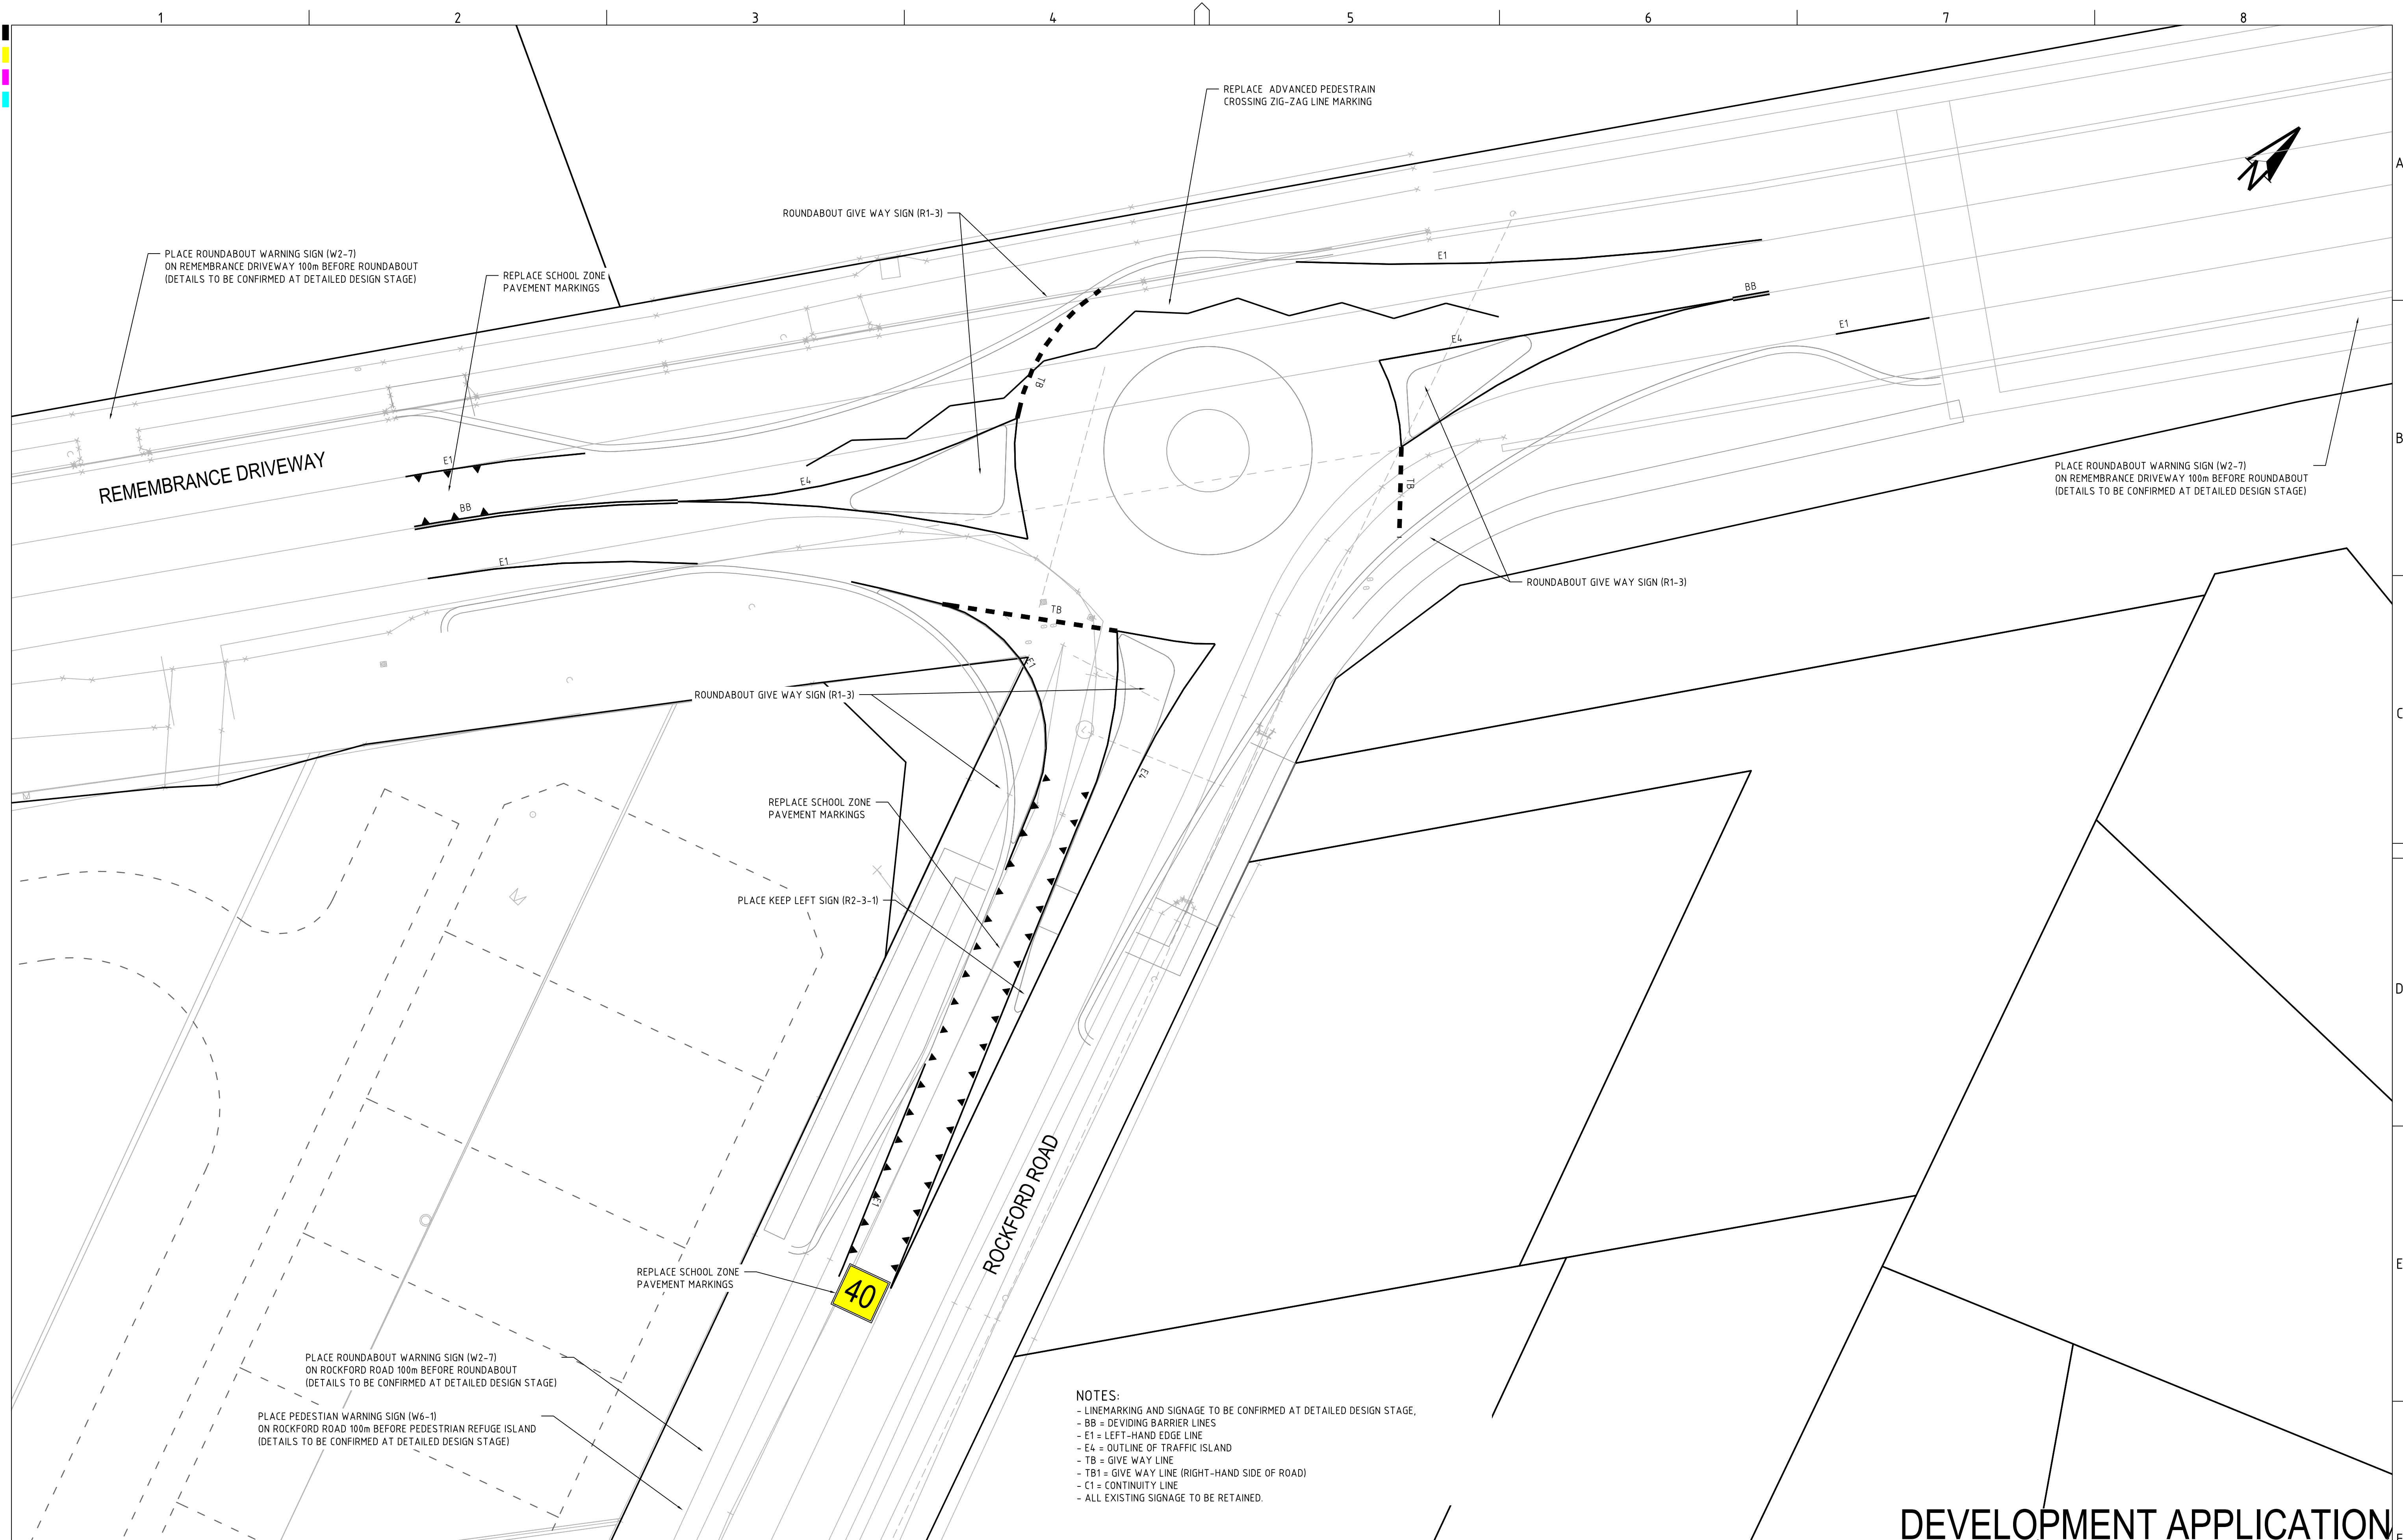 1 2 3 4 5 6 7 8
REPLACE ADVANCED PEDESTRAIN
CROSSING ZIG-ZAG LINE MARKING
A
ROUNDABOUT GIVE WAY SIGN (R1-3)
PLACE ROUNDABOUT WARNING SIGN (W2-7)
ON REMEMBRANCE DRIVEWAY 100m BEFORE ROUNDABOUT
(DETAILS TO BE CONFIRMED AT DETAILED DESIGN STAGE)
REPLACE SCHOOL ZONE
PAVEMENT MARKINGS
E1
BB
E1
E4
TB
B
REMEMBRANCE DRIVEWAY
E1
E4
BB
TB
PLACE ROUNDABOUT WARNING SIGN (W2-7)
ON REMEMBRANCE DRIVEWAY 100m BEFORE ROUNDABOUT
(DETAILS TO BE CONFIRMED AT DETAILED DESIGN STAGE)
E1
ROUNDABOUT GIVE WAY SIGN (R1-3)
TB
E1
ROUNDABOUT GIVE WAY SIGN (R1-3)
C
E4
REPLACE SCHOOL ZONE
PAVEMENT MARKINGS
PLACE KEEP LEFT SIGN (R2-3-1)
D
E1
ROCKFORD ROAD
E
REPLACE SCHOOL ZONE
PAVEMENT MARKINGS
40
PLACE ROUNDABOUT WARNING SIGN (W2-7)
ON ROCKFORD ROAD 100m BEFORE ROUNDABOUT
(DETAILS TO BE CONFIRMED AT DETAILED DESIGN STAGE)
PLACE PEDESTIAN WARNING SIGN (W6-1)
ON ROCKFORD ROAD 100m BEFORE PEDESTRIAN REFUGE ISLAND
(DETAILS TO BE CONFIRMED AT DETAILED DESIGN STAGE)
NOTES:
- LINEMARKING AND SIGNAGE TO BE CONFIRMED AT DETAILED DESIGN STAGE,
- BB = DEVIDING BARRIER LINES
- E1 = LEFT-HAND EDGE LINE
- E4 = OUTLINE OF TRAFFIC ISLAND
- TB = GIVE WAY LINE
- TB1 = GIVE WAY LINE (RIGHT-HAND SIDE OF ROAD)
- C1 = CONTINUITY LINE
- ALL EXISTING SIGNAGE TO BE RETAINED.
DEVELOPMENT APPLICATION